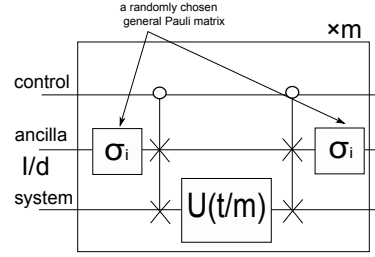 a randomly chosen
general Pauli matrix
×m
control
ancilla
I/d
σi
σi
system
U(t/m)